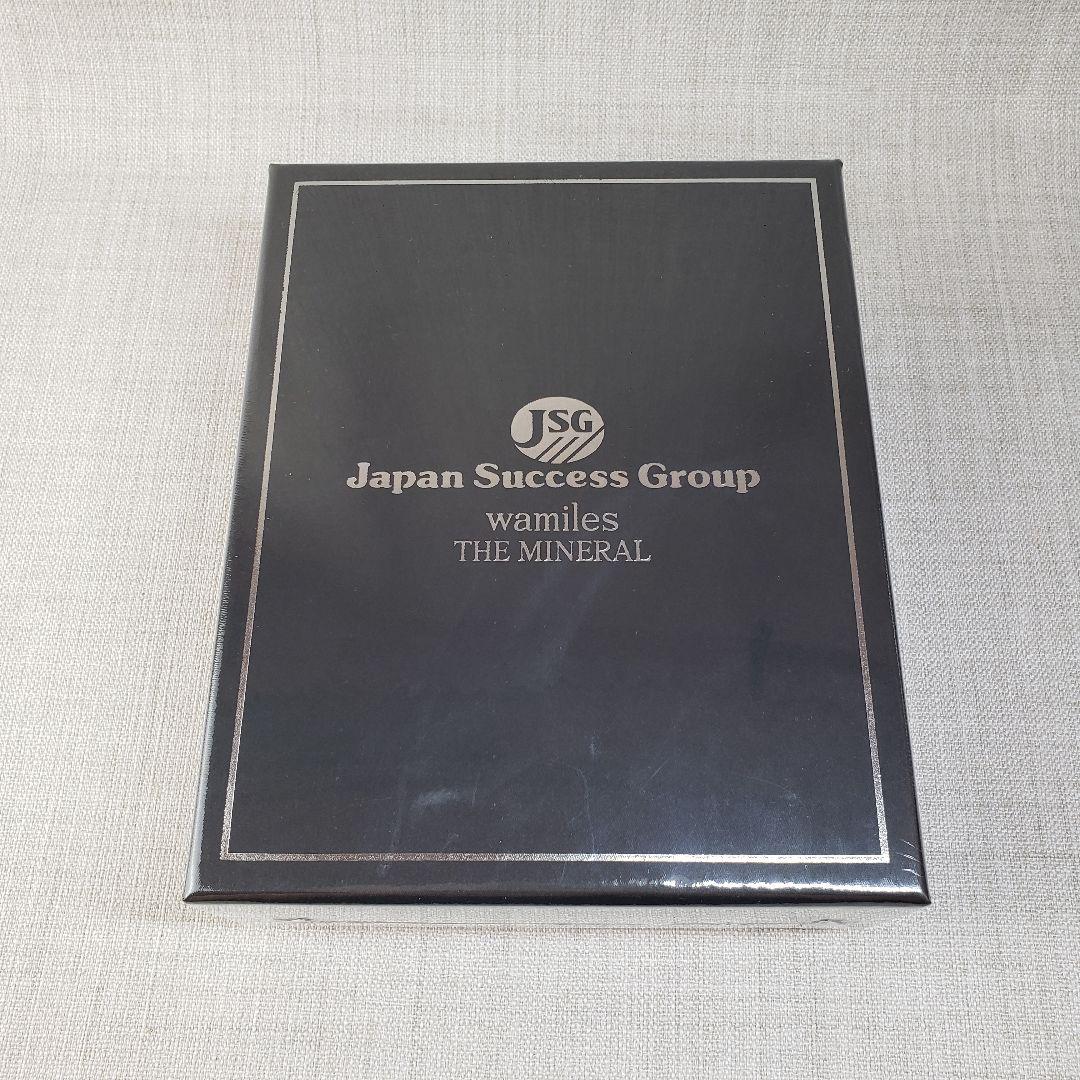 JSG
Japan Success Group
wamiles
THE MINERAL